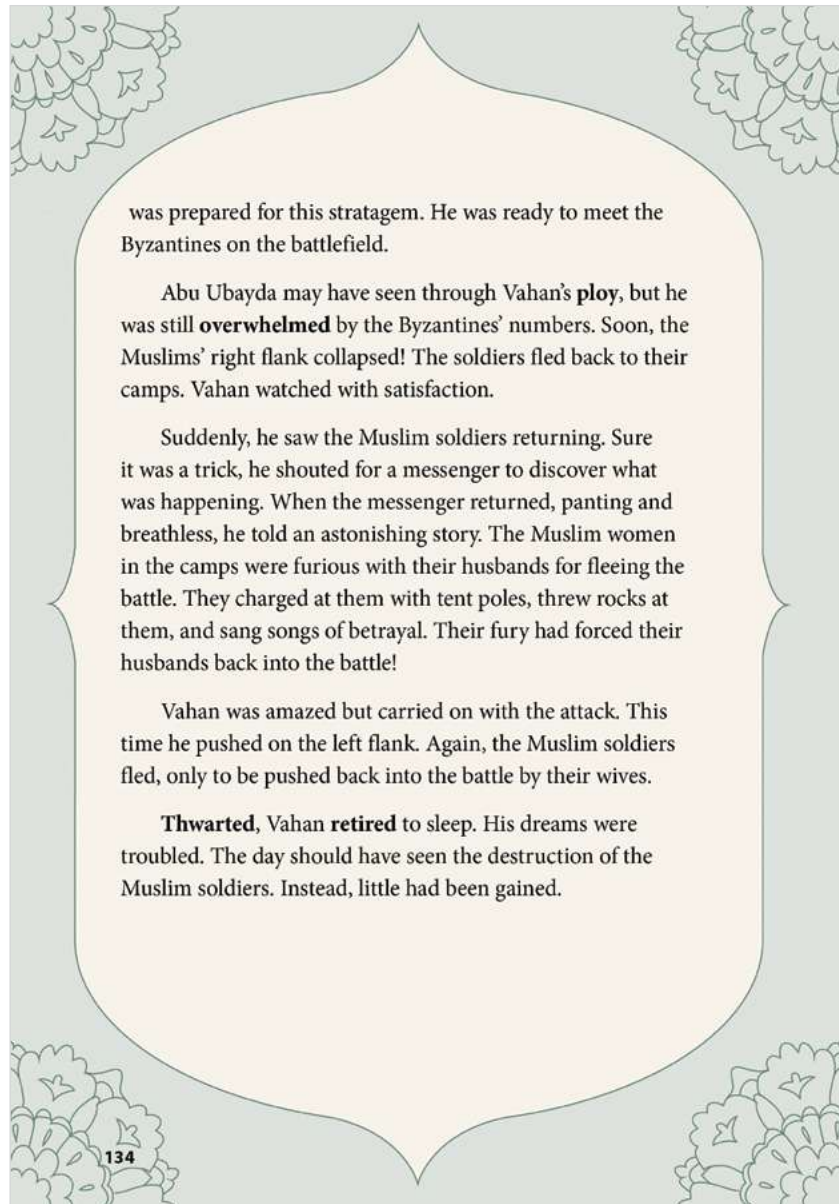 was prepared for this stratagem. He was ready to meet the
Byzantines on the battlefield.
Abu Ubayda may have seen through Vahan’s ploy, but he
was still overwhelmed by the Byzantines’ numbers. Soon, the
Muslims’ right flank collapsed! The soldiers fled back to their
camps. Vahan watched with satisfaction.
Suddenly, he saw the Muslim soldiers returning. Sure
it was a trick, he shouted for a messenger to discover what
was happening. When the messenger returned, panting and
breathless, he told an astonishing story. The Muslim women
in the camps were furious with their husbands for fleeing the
battle. They charged at them with tent poles, threw rocks at
them, and sang songs of betrayal. Their fury had forced their
husbands back into the battle!
Vahan was amazed but carried on with the attack. This
time he pushed on the left flank. Again, the Muslim soldiers
fled, only to be pushed back into the battle by their wives.
Thwarted, Vahan retired to sleep. His dreams were
troubled. The day should have seen the destruction of the
Muslim soldiers. Instead, little had been gained.
134